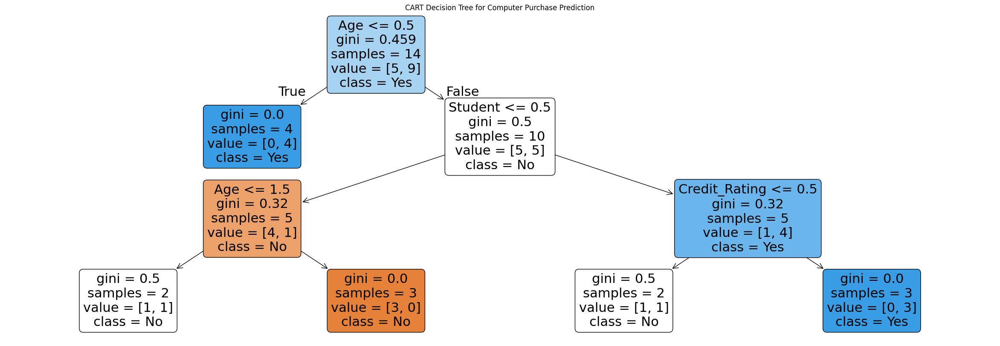 CART Decision Tree for Computer Purchase Prediction
Age <= 0.5
gini = 0.459
samples = 14
value = [5, 9]
class = Yes
True
False
gini = 0.0
samples = 4
value = [0, 4]
class = Yes
Student <= 0.5
gini = 0.5
samples = 10
value = [5, 5]
class = No
Age <= 1.5
gini = 0.32
samples = 5
value = [4, 1]
class = No
Credit_Rating <= 0.5
gini = 0.32
samples = 5
value = [1, 4]
class = Yes
gini = 0.5
samples = 2
value = [1, 1]
class = No
gini = 0.0
samples = 3
value = [3, 0]
class = No
gini = 0.5
samples = 2
value = [1, 1]
class = No
gini = 0.0
samples = 3
value = [0, 3]
class = Yes